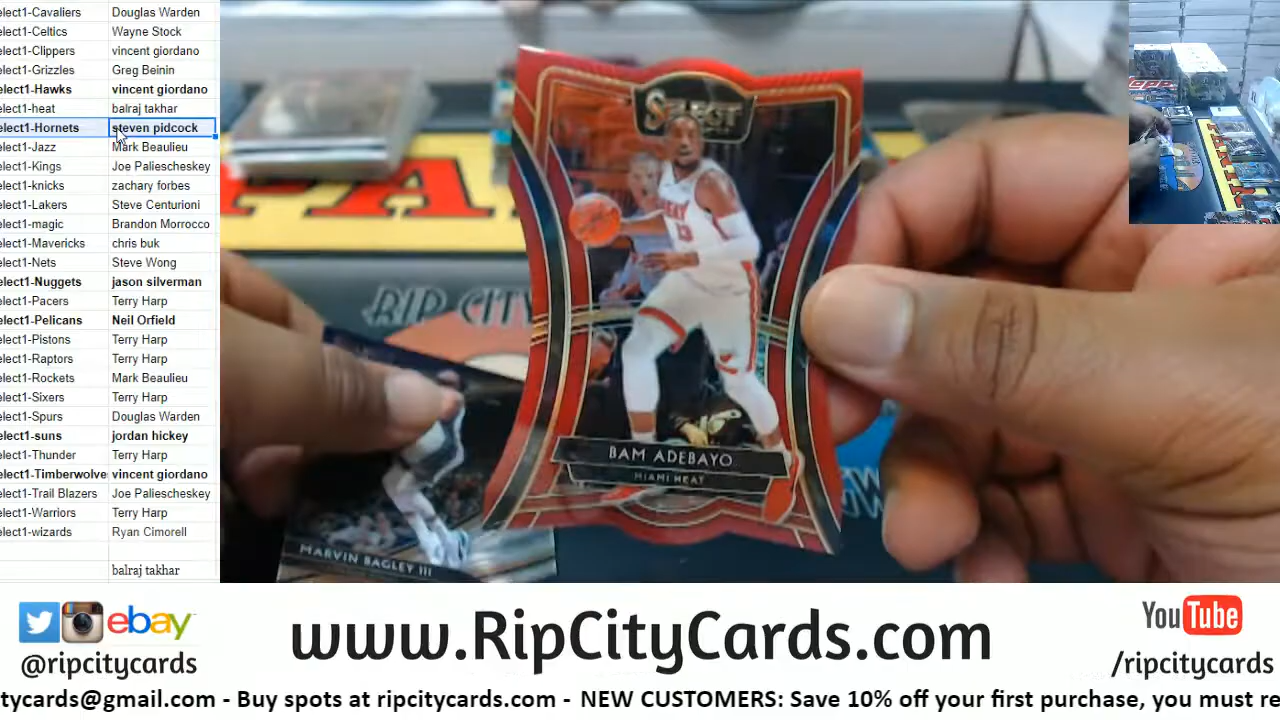 elect1-Cavaliers Douglas Warden
elect1-Celtics Wayne Stock
elect1-Clippers vincent giordano
elect1-Grizzles Greg Beinin
elect1-Hawks vincent giordano
elect1-heat balraj takhar
elect1-Hornets steven pidcock
elect1-Jazz Mark Beaulieu
elect1-Kings Joe Paliescheskey
elect1-knicks zachary forbes
elect1-Lakers Steve Centurioni
elect1-magic Brandon Morrocco
elect1-Mavericks chris buk
elect1-Nets Steve Wong
elect1-Nuggets jason silverman
elect1-Pacers Terry Harp
elect1-Pelicans Neil Orfield
elect1-Pistons Terry Harp
elect1-Raptors Terry Harp
elect1-Rockets Mark Beaulieu
elect1-Sixers Terry Harp
elect1-Spurs Douglas Warden
elect1-suns jordan hickey
elect1-Thunder Terry Harp
elect1-Timberwolve vincent giordano
elect1-Trail Blazers Joe Paliescheskey
elect1-Warriors Terry Harp
elect1-wizards Ryan Cimorell
balraj takhar
SELECT
HEAT
13
BAM ADEBAYO
MIAMI HEAT
RIP CITY
MARVIN BAGLEY III
ebay
@ripcitycards
www.RipCityCards.com
YouTube
/ripcitycards
tycards@gmail.com - Buy spots at ripcitycards.com - NEW CUSTOMERS: Save 10% off your first purchase, you must re